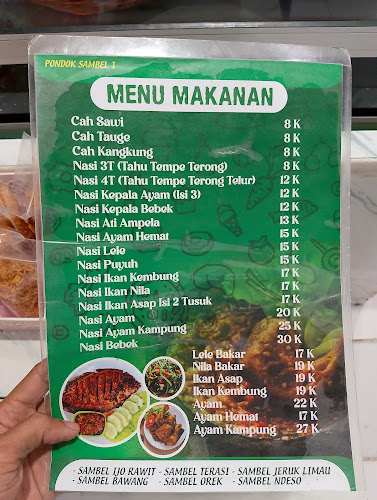 PONDOK SAMBEL 1
MENU MAKANAN
Cah Sawi 8 K
Cah Tauge 8 K
Cah Kangkung 8 K
Nasi 3T (Tahu Tempe Terong) 8 K
Nasi 4T (Tahu Tempe Terong Telur) 12 K
Nasi Kepala Ayam (Isi 3) 12 K
Nasi Kepala Bebek 12 K
Nasi Ati Ampela 13 K
Nasi Ayam Hemat 15 K
Nasi Lele 15 K
Nasi Puyuh 15 K
Nasi Ikan Kembung 17 K
Nasi Ikan Nila 17 K
Nasi Ikan Asap Isi 2 Tusuk 17 K
Nasi Ayam 20 K
Nasi Ayam Kampung 25 K
Nasi Bebek 30 K
Lele Bakar 17 K
Nila Bakar 19 K
Ikan Asap 19 K
Ikan Kembung 19 K
Ayam 22 K
Ayam Hemat 17 K
Ayam Kampung 27 K
- SAMBEL IJO RAWIT - SAMBEL TERASI - SAMBEL JERUK LIMAU
- SAMBEL BAWANG - SAMBEL OREK - SAMBEL NDESO